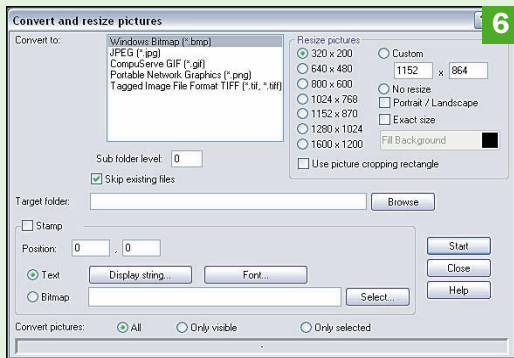 Convert and resize pictures
6
Convert to:
Windows Bitmap (*.bmp)
JPEG (*.jpg)
CompuServe GIF (*.gif)
Portable Network Graphics (*.png)
Tagged Image File Format TIFF (*.tif, *.tiff)
Sub folder level: 0
Skip existing files
Resize pictures
320 x 200
640 x 480
800 x 600
1024 x 768
1152 x 870
1280 x 1024
1600 x 1200
Custom
1152 x 864
No resize
Portrait / Landscape
Exact size
Fill Background
Use picture cropping rectangle
Target folder:
Browse
Stamp
Position: 0 , 0
Text
Display string...
Font...
Bitmap
Select...
Start
Close
Help
Convert pictures: All Only visible Only selected